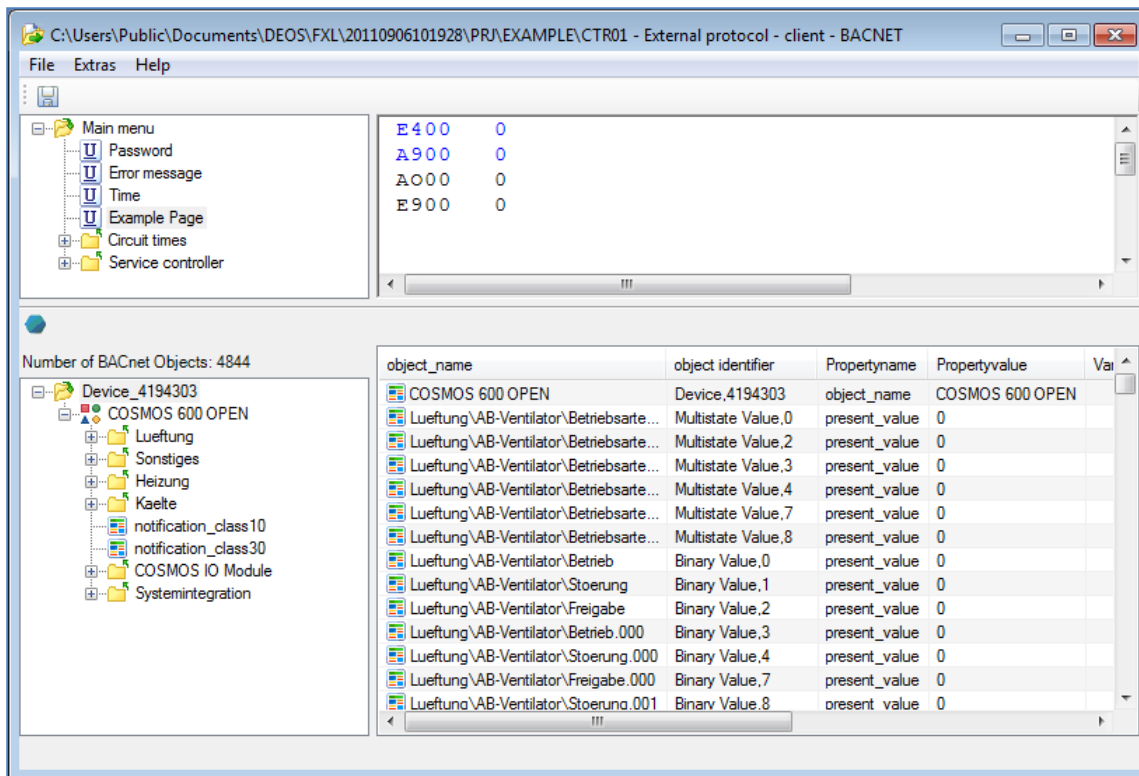 C:\Users\Public\Documents\DEOS\FXL\20110906101928\PRJ\EXAMPLE\CTR01 - External protocol - client - BACNET
File Extras Help
Main menu
Password
Error message
Time
Example Page
Circuit times
Service controller
E400 0
A900 0
AO00 0
E900 0
Number of BACnet Objects: 4844
Device_4194303
COSMOS 600 OPEN
Lueftung
Sonstiges
Heizung
Kaelte
notification_class10
notification_class30
COSMOS IO Module
Systemintegration
object_name object identifier Propertyname Propertyvalue Var
COSMOS 600 OPEN Device,4194303 object_name COSMOS 600 OPEN
Lueftung\AB-Ventilator\Betriebsarte... Multistate Value,0 present_value 0
Lueftung\AB-Ventilator\Betriebsarte... Multistate Value,2 present_value 0
Lueftung\AB-Ventilator\Betriebsarte... Multistate Value,3 present_value 0
Lueftung\AB-Ventilator\Betriebsarte... Multistate Value,4 present_value 0
Lueftung\AB-Ventilator\Betriebsarte... Multistate Value,7 present_value 0
Lueftung\AB-Ventilator\Betriebsarte... Multistate Value,8 present_value 0
Lueftung\AB-Ventilator\Betrieb Binary Value,0 present_value 0
Lueftung\AB-Ventilator\Stoerung Binary Value,1 present_value 0
Lueftung\AB-Ventilator\Freigabe Binary Value,2 present_value 0
Lueftung\AB-Ventilator\Betrieb.000 Binary Value,3 present_value 0
Lueftung\AB-Ventilator\Stoerung.000 Binary Value,4 present_value 0
Lueftung\AB-Ventilator\Freigabe.000 Binary Value,7 present_value 0
Lueftung\AB-Ventilator\Stoerung.001 Binary Value,8 present_value 0